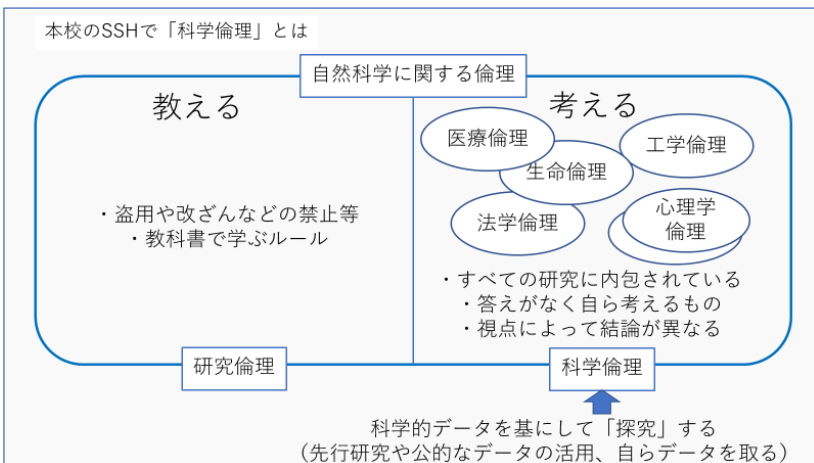 本校のSSHで「科学倫理」とは
自然科学に関する倫理
教える
・盗用や改ざんなどの禁止等
・教科書で学ぶルール
研究倫理
考える
医療倫理
生命倫理
工学倫理
法学倫理
心理学
倫理
・すべての研究に内包されている
・答えがなく自ら考えるもの
・視点によって結論が異なる
科学倫理
科学的データを基にして「探究」する
（先行研究や公的なデータの活用、自らデータを取る）